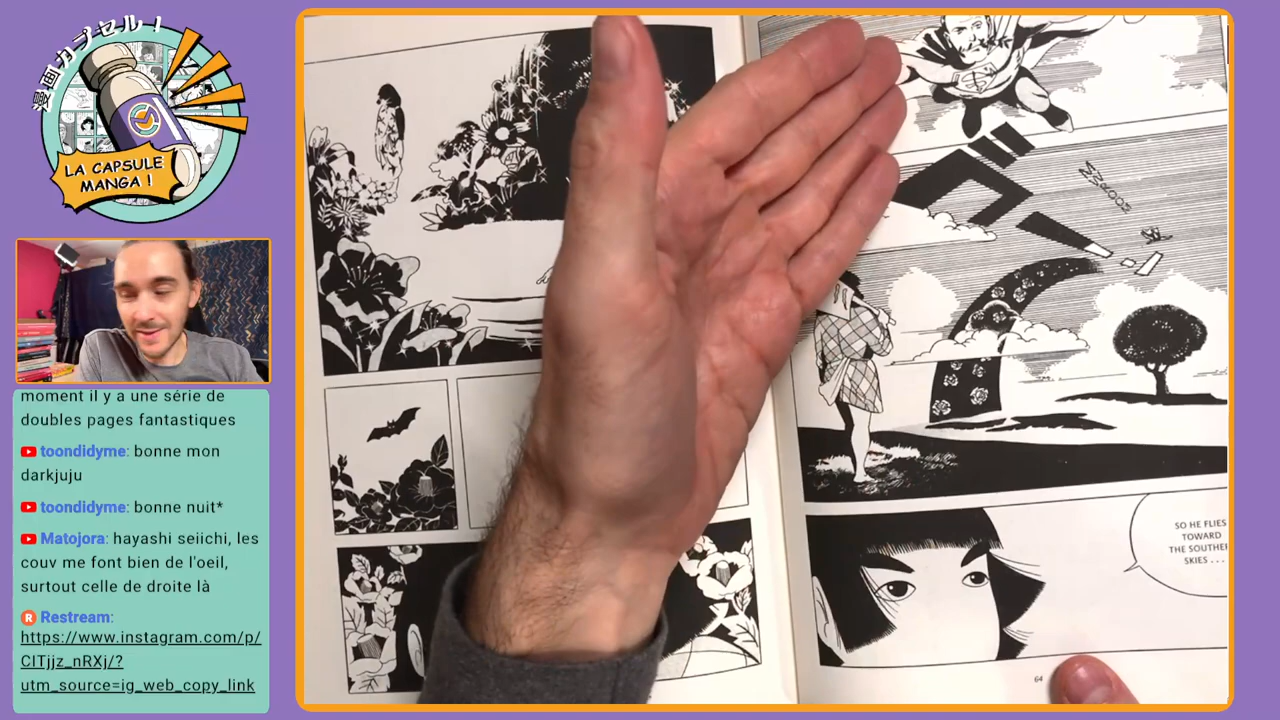 漫画カプセル!
LA CAPSULE
MANGA !
moment il y a une série de
doubles pages fantastiques
toondidyme: bonne mon
darkjuju
toondidyme: bonne nuit*
Matojora: hayashi seiichi, les
couv me font bien de l'oeil,
surtout celle de droite là
Restream:
https://www.instagram.com/p/
CITjjz_nRXj/?
utm_source=ig_web_copy_link
SO HE FLIES
TOWARD
THE SOUTHER
SKIES . . .
64